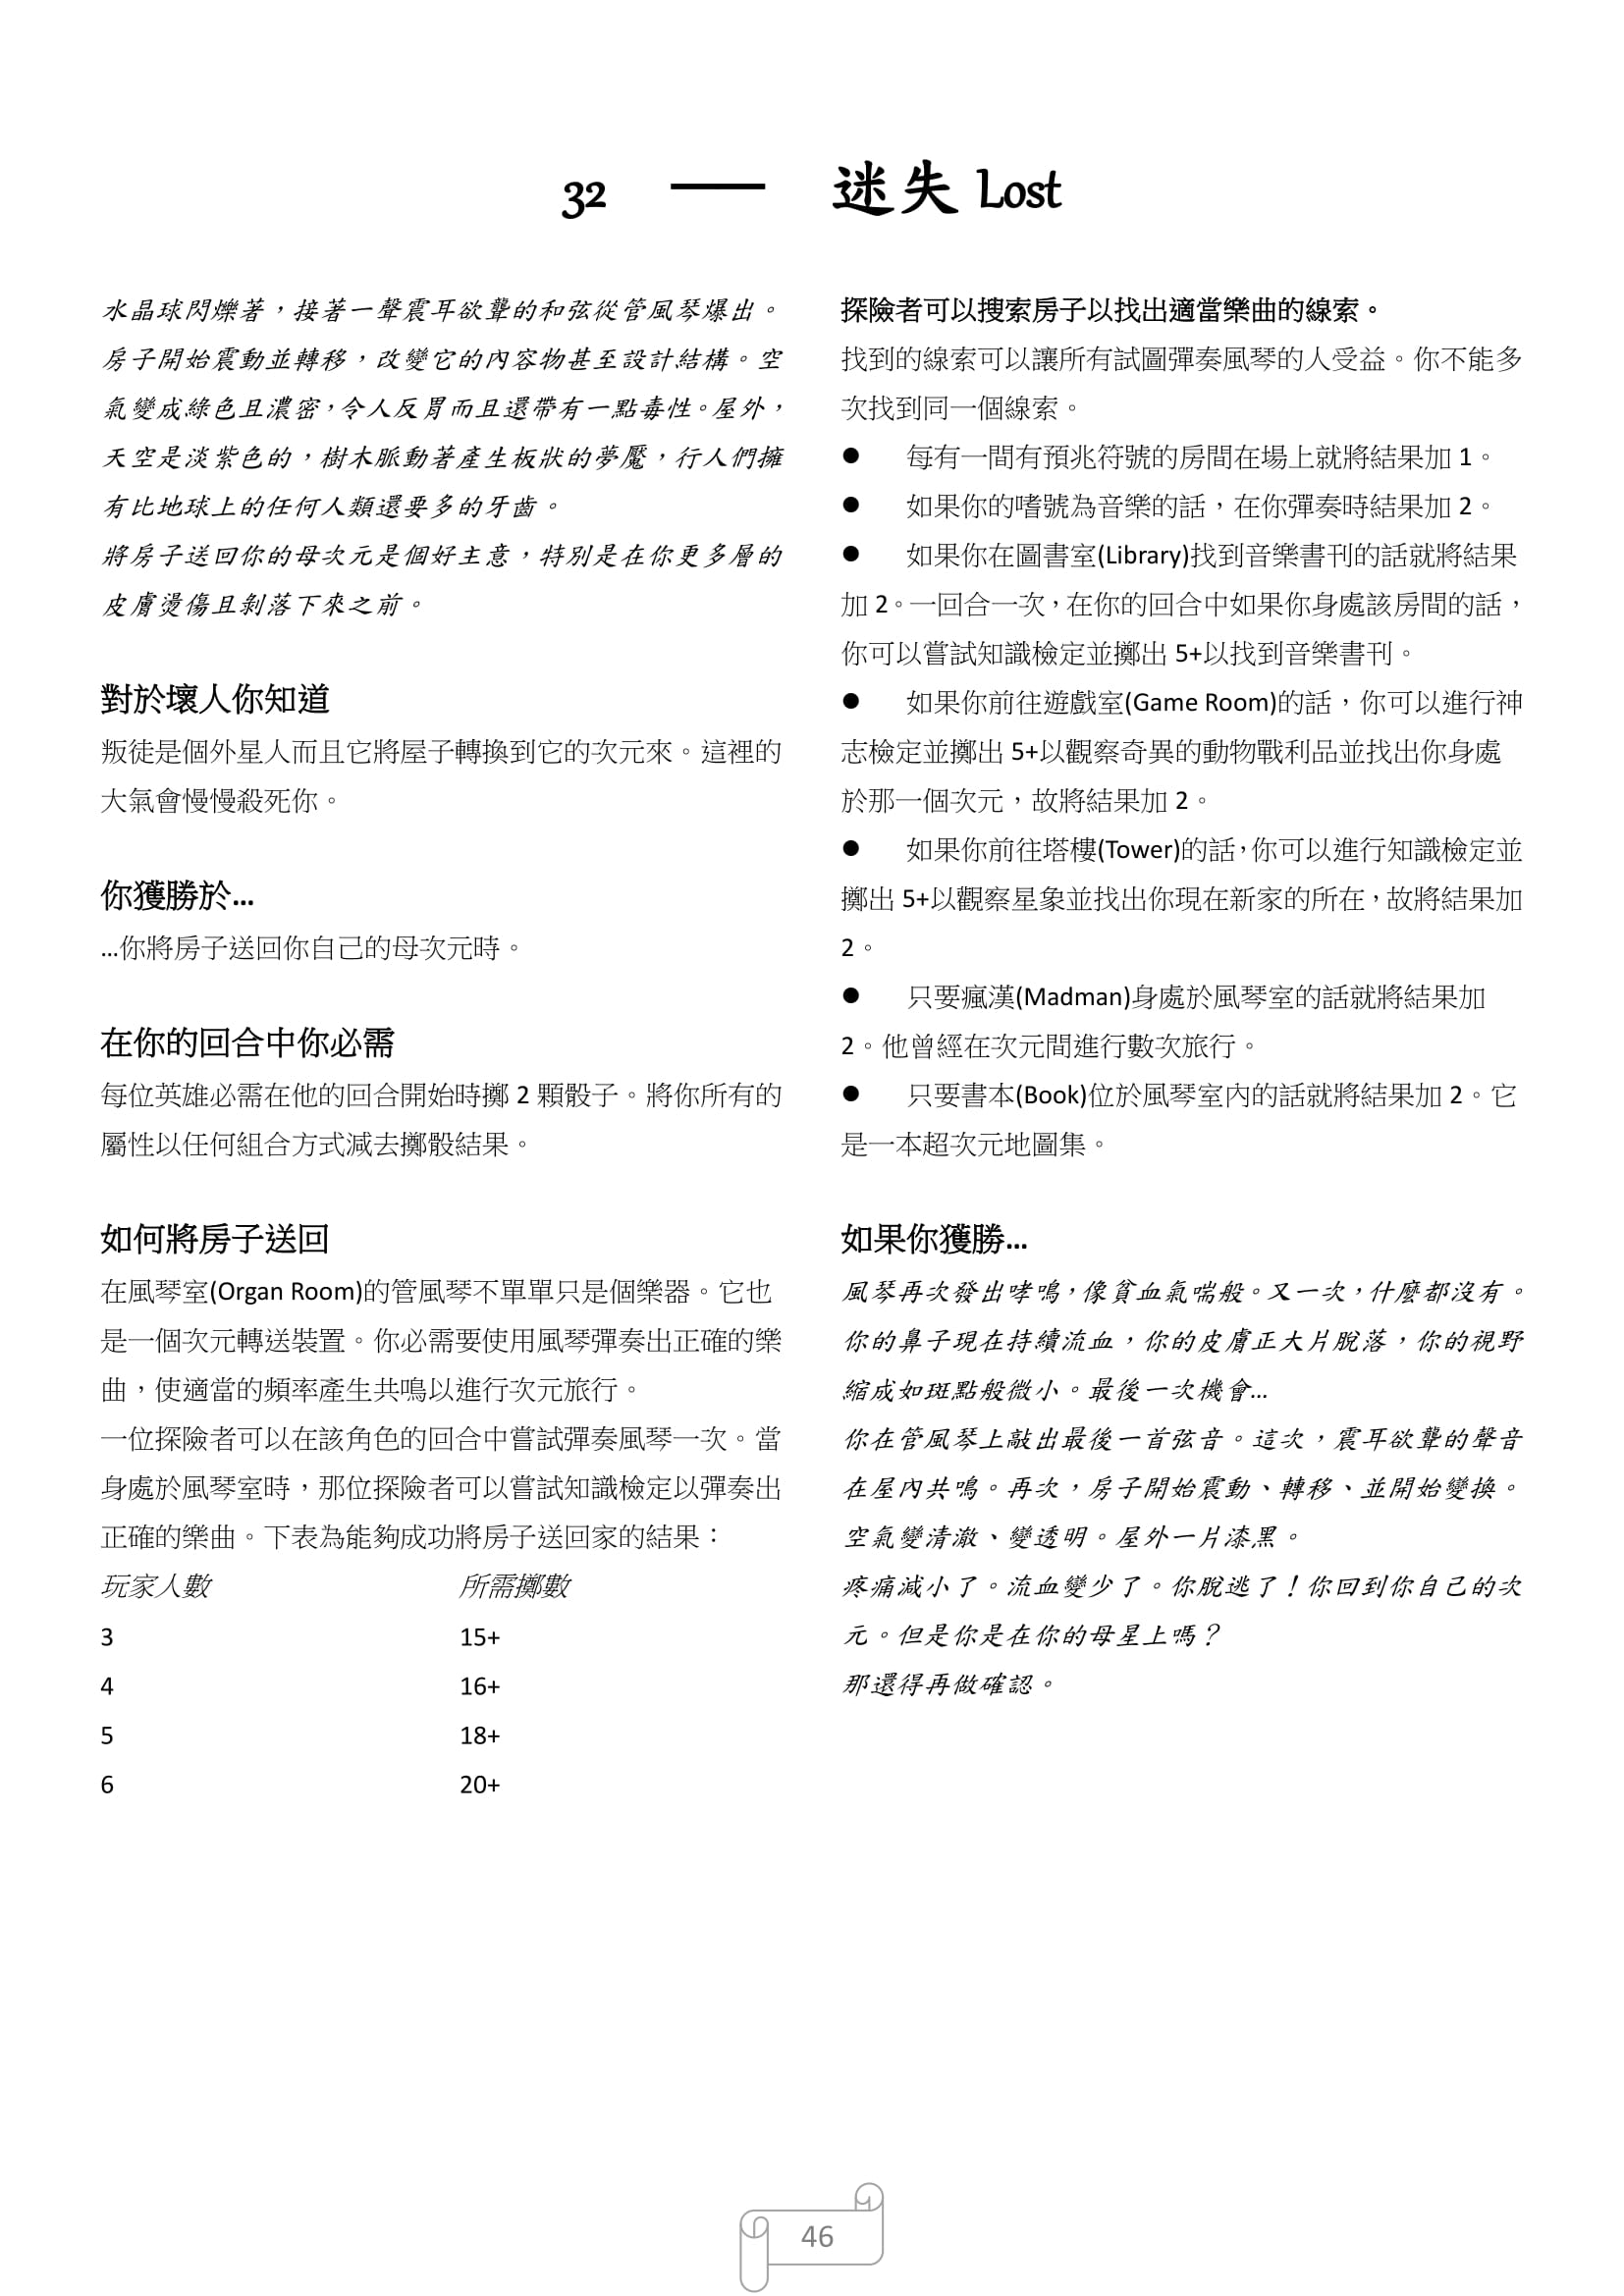 32 — 迷失 Lost
水晶球閃爍著，接著一聲震耳欲聾的和弦從管風琴爆出。
房子開始震動並轉移，改變它的內容物甚至設計結構。空
氣變成綠色且濃密，令人反胃而且還帶有一點毒性。屋外，
天空是淡紫色的，樹木脈動著產生板狀的夢魘，行人們擁
有比地球上的任何人類還要多的牙齒。
將房子送回你的母次元是個好主意，特別是在你更多層的
皮膚燙傷且剝落下來之前。
對於壞人你知道
叛徒是個外星人而且它將屋子轉換到它的次元來。這裡的
大氣會慢慢殺死你。
你獲勝於...
...你將房子送回你自己的母次元時。
在你的回合中你必需
每位英雄必需在他的回合開始時擲 2 顆骰子。將你所有的
屬性以任何組合方式減去擲骰結果。
如何將房子送回
在風琴室(Organ Room)的管風琴不單單只是個樂器。它也
是一個次元轉送裝置。你必需要使用風琴彈奏出正確的樂
曲，使適當的頻率產生共鳴以進行次元旅行。
一位探險者可以在該角色的回合中嘗試彈奏風琴一次。當
身處於風琴室時，那位探險者可以嘗試知識檢定以彈奏出
正確的樂曲。下表為能夠成功將房子送回家的結果：
玩家人數 所需擲數
3 15+
4 16+
5 18+
6 20+
探險者可以搜索房子以找出適當樂曲的線索。
找到的線索可以讓所有試圖彈奏風琴的人受益。你不能多
次找到同一個線索。
● 每有一間有預兆符號的房間在場上就將結果加 1。
● 如果你的嗜號為音樂的話，在你彈奏時結果加 2。
● 如果你在圖書室(Library)找到音樂書刊的話就將結果
加 2。一回合一次，在你的回合中如果你身處該房間的話，
你可以嘗試知識檢定並擲出 5+以找到音樂書刊。
● 如果你前往遊戲室(Game Room)的話，你可以進行神
志檢定並擲出 5+以觀察奇異的動物戰利品並找出你身處
於那一個次元，故將結果加 2。
● 如果你前往塔樓(Tower)的話，你可以進行知識檢定並
擲出 5+以觀察星象並找出你現在新家的所在，故將結果加
2。
● 只要瘋漢(Madman)身處於風琴室的話就將結果加
2。他曾經在次元間進行數次旅行。
● 只要書本(Book)位於風琴室內的話就將結果加 2。它
是一本超次元地圖集。
如果你獲勝...
風琴再次發出哮鳴，像貧血氣喘般。又一次，什麼都沒有。
你的鼻子現在持續流血，你的皮膚正大片脫落，你的視野
縮成如斑點般微小。最後一次機會...
你在管風琴上敲出最後一首弦音。這次，震耳欲聾的聲音
在屋內共鳴。再次，房子開始震動、轉移、並開始變換。
空氣變清澈、變透明。屋外一片漆黑。
疼痛減小了。流血變少了。你脫逃了！你回到你自己的次
元。但是你是在你的母星上嗎？
那還得再做確認。
46